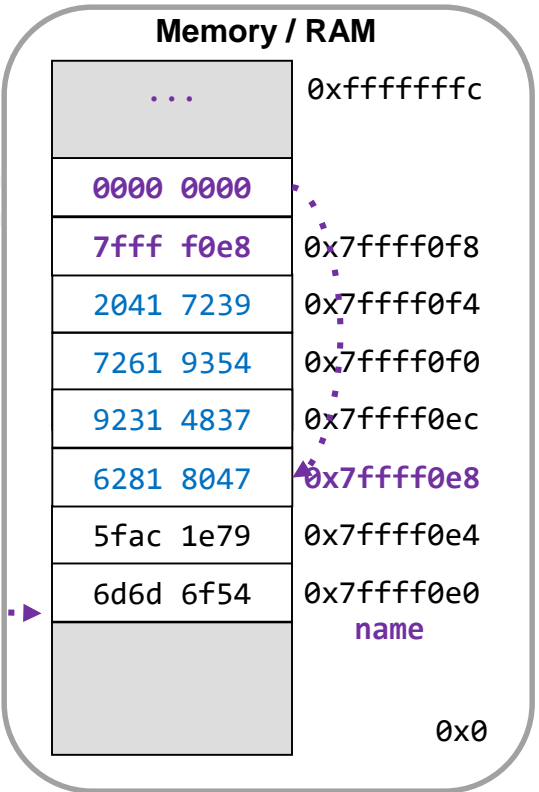 Memory / RAM
... 0xfffffffc
0000 0000
7fff f0e8 0x7ffff0f8
2041 7239 0x7ffff0f4
7261 9354 0x7ffff0f0
9231 4837 0x7ffff0ec
6281 8047 0x7ffff0e8
5fac 1e79 0x7ffff0e4
6d6d 6f54 0x7ffff0e0
name
0x0